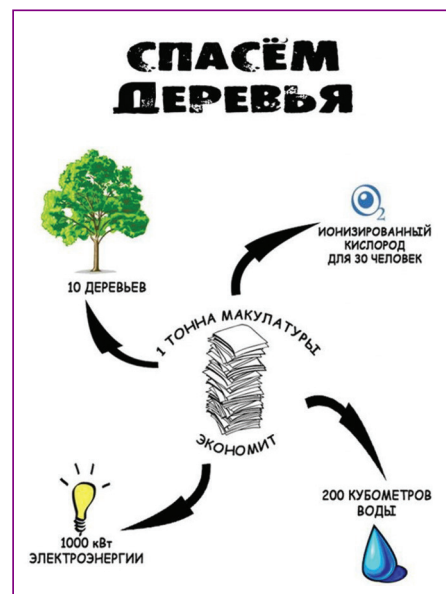 СПАСЁМ
ДЕРЕВЬЯ
O2
ИОНИЗИРОВАННЫЙ
КИСЛОРОД
ДЛЯ 30 ЧЕЛОВЕК
10 ДЕРЕВЬЕВ
1 ТОННА МАКУЛАТУРЫ
ЭКОНОМИТ
200 КУБОМЕТРОВ
ВОДЫ
1000 кВт
ЭЛЕКТРОЭНЕРГИИ